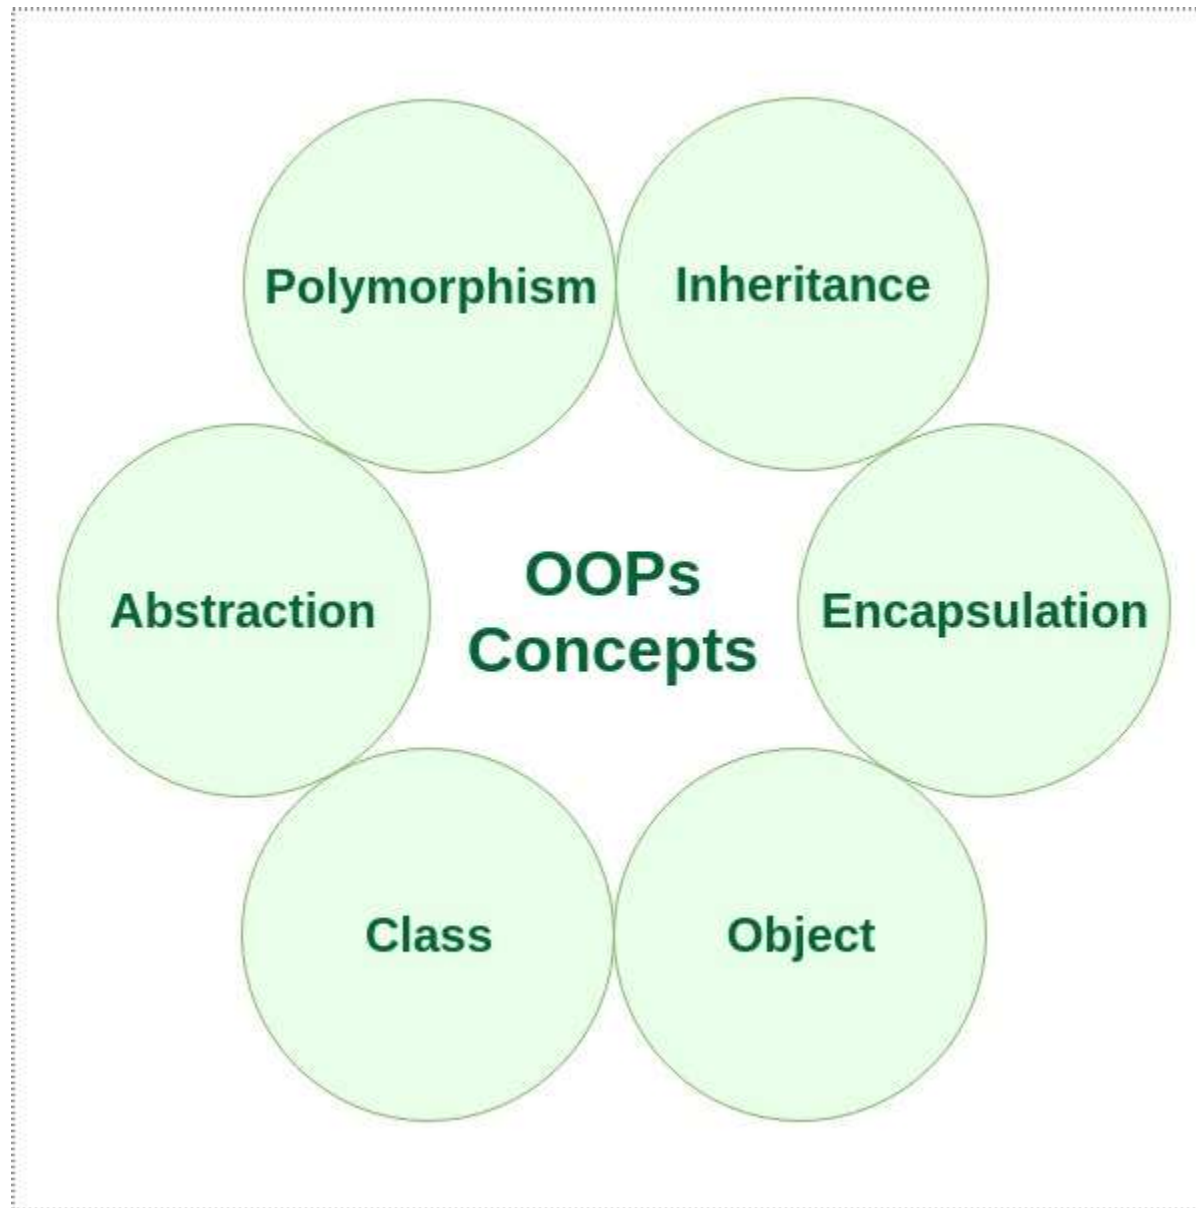 Polymorphism
Inheritance
Abstraction
OOPs
Concepts
Encapsulation
Class
Object